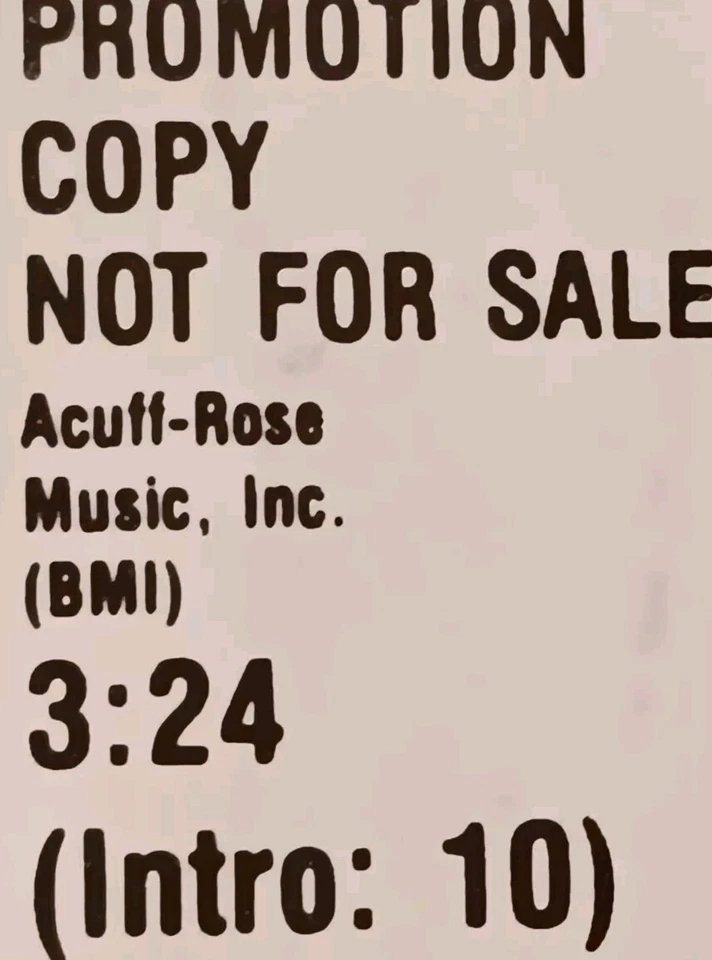 PROMOTION
COPY
NOT FOR SALE
Acuff-Rose
Music, Inc.
(BMI)
3:24
(Intro: 10)